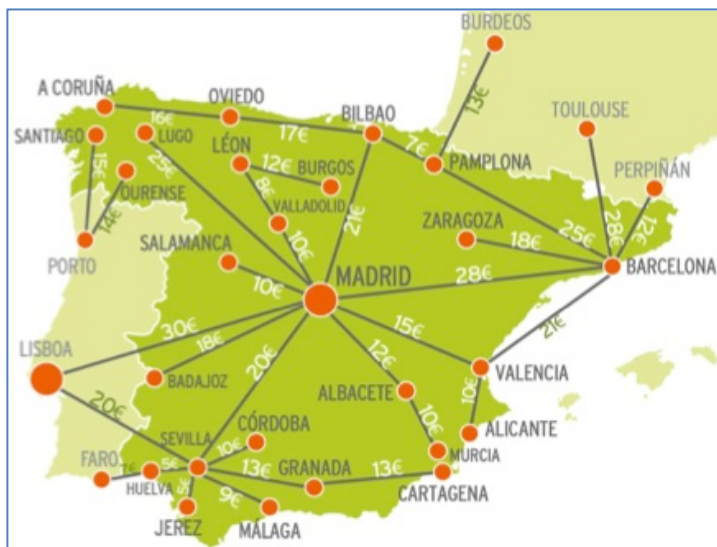 BURDEOS
A CORUÑA
OVIEDO
BILBAO
TOULOUSE
13€
16€
17€
7€
SANTIAGO
LUGO
LÉON
PAMPLONA
PERPIÑÁN
15€
25€
12€
BURGOS
OURENSE
8€
VALLADOLID
21€
ZARAGOZA
25€
28€
12€
14€
10€
18€
PORTO
SALAMANCA
10€
MADRID
28€
BARCELONA
30€
15€
21€
LISBOA
18€
20€
12€
BADAJOZ
ALBACETE
VALENCIA
10€
20€
CÓRDOBA
10€
ALICANTE
SEVILLA
10€
MURCIA
FARO
5€
13€
GRANADA
13€
HUELVA
5€
9€
CARTAGENA
JEREZ
MÁLAGA